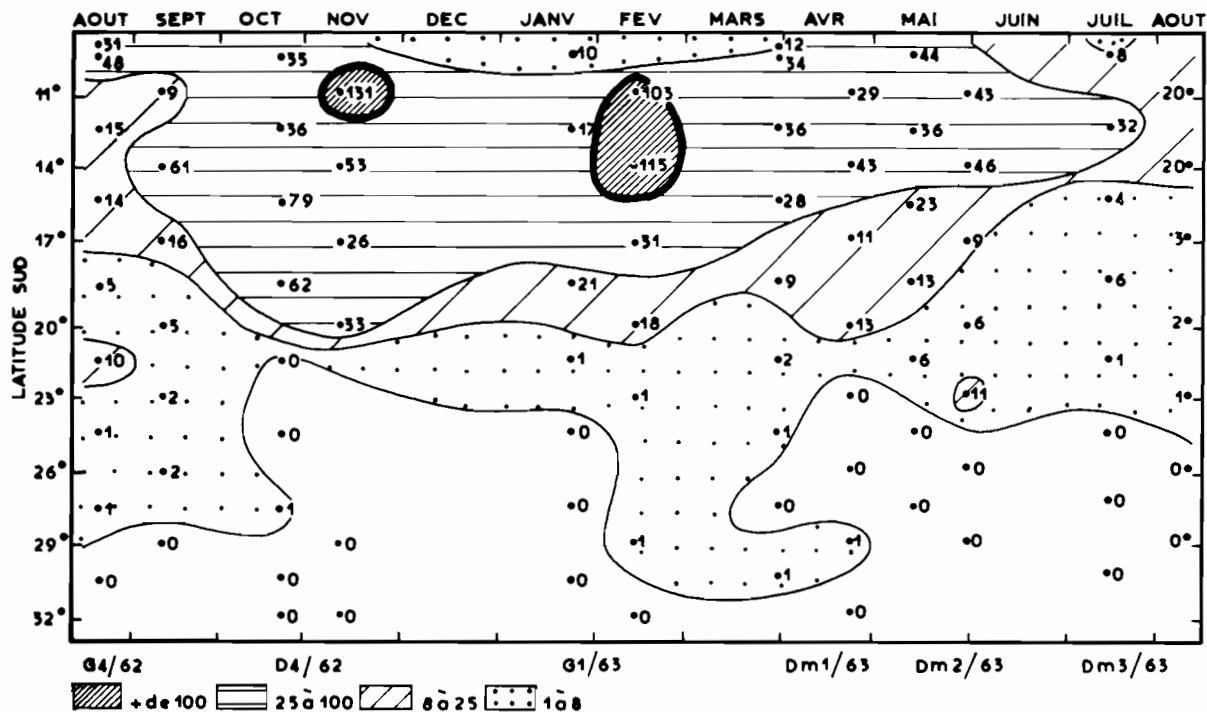 AOUT SEPT OCT NOV DEC JANV FEV MARS AVR MAI JUIN JUIL AOUT
31 10 12
48 35 34 44 8
11° 9 131 103 29 43 20°
15 36 17 36 36 32
14° 61 53 115 43 46 20°
14 79 28 23 4
17° 16 26 31 11 9 3°
5 62 21 9 13 6
20° 5 33 18 13 6 2°
10 0 1 2 6 1
23° 2 1 0 11 1°
1 0 0 1 0 0
26° 2 0 0 0°
1 1 0 0 0 0
29° 0 0 1 1 0 0°
0 0 0 1 0
32° 0 0 0 0
LATITUDE SUD
G4/62 D4/62 G1/63 Dm1/63 Dm2/63 Dm3/63
+de 100 25 à 100 8 à 25 1 à 8